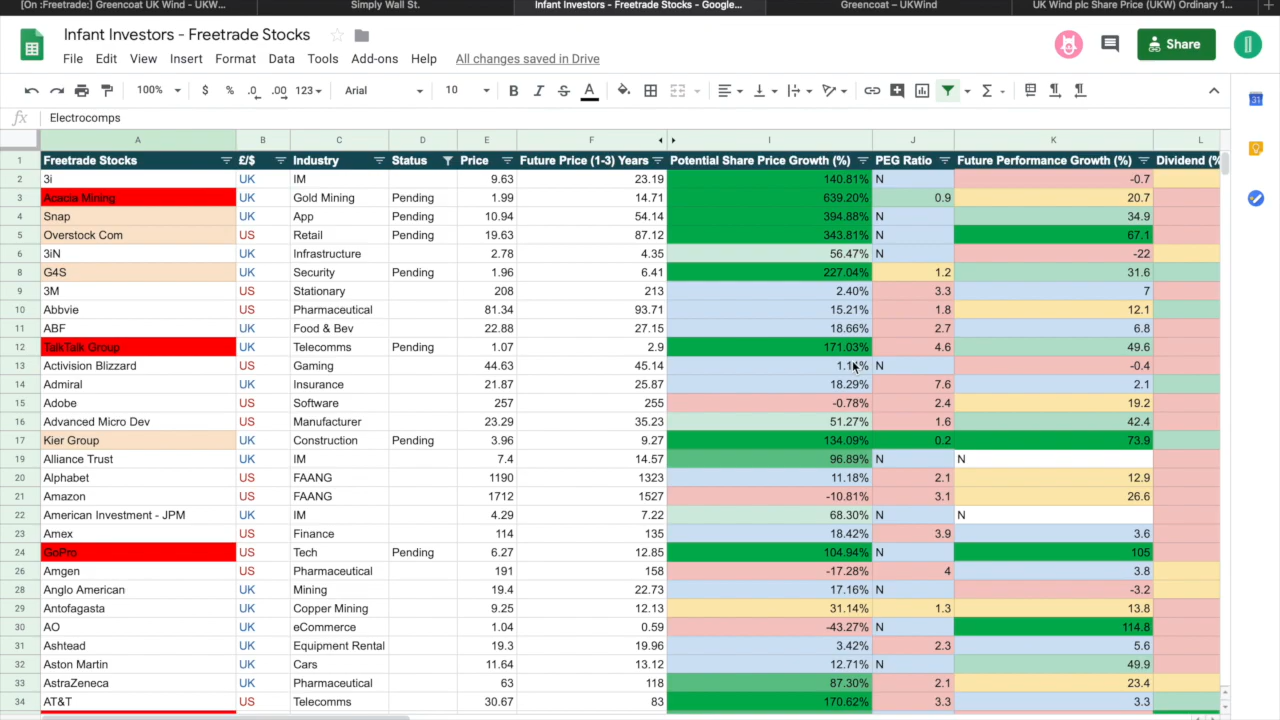 [On :Freetrade:] Greencoat UK Wind - UKW... Simply Wall St. Infant Investors - Freetrade Stocks - Google... Greencoat – UKWind UK Wind plc Share Price (UKW) Ordinary 1...
Infant Investors - Freetrade Stocks
Share
File Edit View Insert Format Data Tools Add-ons Help All changes saved in Drive
100% $ % .0 .00 123 Arial 10 B I S A
31
fx Electrocomps
A B C D E F I J K L
1 Freetrade Stocks £/$ Industry Status Price Future Price (1-3) Years Potential Share Price Growth (%) PEG Ratio Future Performance Growth (%) Dividend (%
2 3i UK IM 9.63 23.19 140.81% N -0.7
3 Acacia Mining UK Gold Mining Pending 1.99 14.71 639.20% 0.9 20.7
4 Snap UK App Pending 10.94 54.14 394.88% N 34.9
5 Overstock Com US Retail Pending 19.63 87.12 343.81% N 67.1
6 3iN UK Infrastructure 2.78 4.35 56.47% N -22
8 G4S UK Security Pending 1.96 6.41 227.04% 1.2 31.6
9 3M US Stationary 208 213 2.40% 3.3 7
10 Abbvie US Pharmaceutical 81.34 93.71 15.21% 1.8 12.1
11 ABF UK Food & Bev 22.88 27.15 18.66% 2.7 6.8
12 TalkTalk Group UK Telecomms Pending 1.07 2.9 171.03% 4.6 49.6
13 Activision Blizzard US Gaming 44.63 45.14 N -0.4
14 Admiral UK Insurance 21.87 25.87 18.29% 7.6 2.1
15 Adobe US Software 257 255 -0.78% 2.4 19.2
16 Advanced Micro Dev US Manufacturer 23.29 35.23 51.27% 1.6 42.4
17 Kier Group UK Construction Pending 3.96 9.27 134.09% 0.2 73.9
19 Alliance Trust UK IM 7.4 14.57 96.89% N N
20 Alphabet US FAANG 1190 1323 11.18% 2.1 12.9
21 Amazon US FAANG 1712 1527 -10.81% 3.1 26.6
22 American Investment - JPM UK IM 4.29 7.22 68.30% N N
23 Amex US Finance 114 135 18.42% 3.9 3.6
24 GoPro US Tech Pending 6.27 12.85 104.94% N 105
26 Amgen US Pharmaceutical 191 158 -17.28% 4 3.8
28 Anglo American UK Mining 19.4 22.73 17.16% N -3.2
29 Antofagasta UK Copper Mining 9.25 12.13 31.14% 1.3 13.8
30 AO UK eCommerce 1.04 0.59 -43.27% N 114.8
31 Ashtead UK Equipment Rental 19.3 19.96 3.42% 2.3 5.6
32 Aston Martin UK Cars 11.64 13.12 12.71% N 49.9
33 AstraZeneca UK Pharmaceutical 63 118 87.30% 2.1 23.4
34 AT&T US Telecomms 30.67 83 170.62% 3.3 3.3